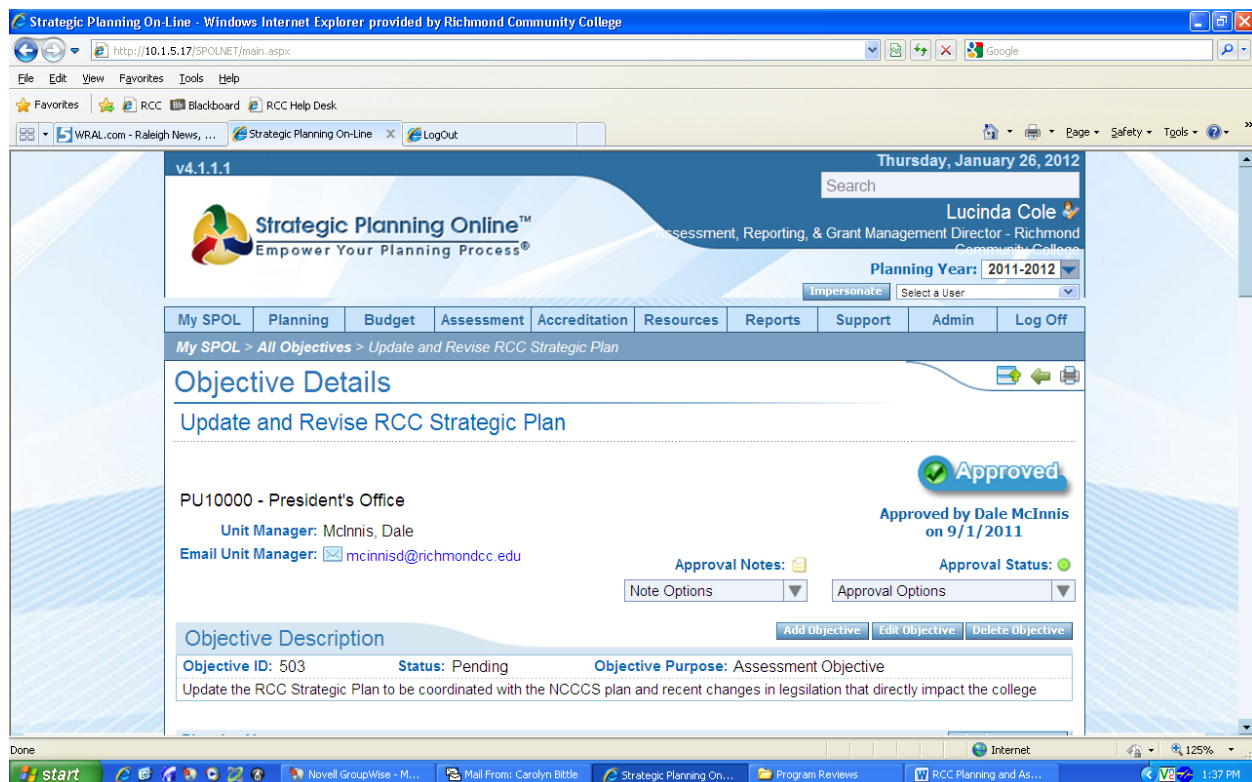 Strategic Planning On-Line - Windows Internet Explorer provided by Richmond Community College
http://10.1.5.17/SPOLNET/main.aspx
Google
File Edit View Favorites Tools Help
Favorites RCC Blackboard RCC Help Desk
WRAL.com - Raleigh News, ... Strategic Planning On-Line LogOut Page Safety Tools
v4.1.1.1 Thursday, January 26, 2012
Search
Strategic Planning Online™
Empower Your Planning Process®
Lucinda Cole
Assessment, Reporting, & Grant Management Director - Richmond
Community College
Planning Year: 2011-2012
Impersonate Select a User
My SPOL Planning Budget Assessment Accreditation Resources Reports Support Admin Log Off
My SPOL > All Objectives > Update and Revise RCC Strategic Plan
Objective Details
Update and Revise RCC Strategic Plan
Approved
PU10000 - President's Office
Approved by Dale McInnis
on 9/1/2011
Unit Manager: McInnis, Dale
Email Unit Manager: mcinnisd@richmondcc.edu
Approval Notes: Approval Status:
Note Options Approval Options
Add Objective Edit Objective Delete Objective
Objective Description
Objective ID: 503 Status: Pending Objective Purpose: Assessment Objective
Update the RCC Strategic Plan to be coordinated with the NCCCS plan and recent changes in legsilation that directly impact the college
Done Internet 125%
start Novell GroupWise - M... Mail From: Carolyn Bittle Strategic Planning On... Program Reviews RCC Planning and As... 1:37 PM